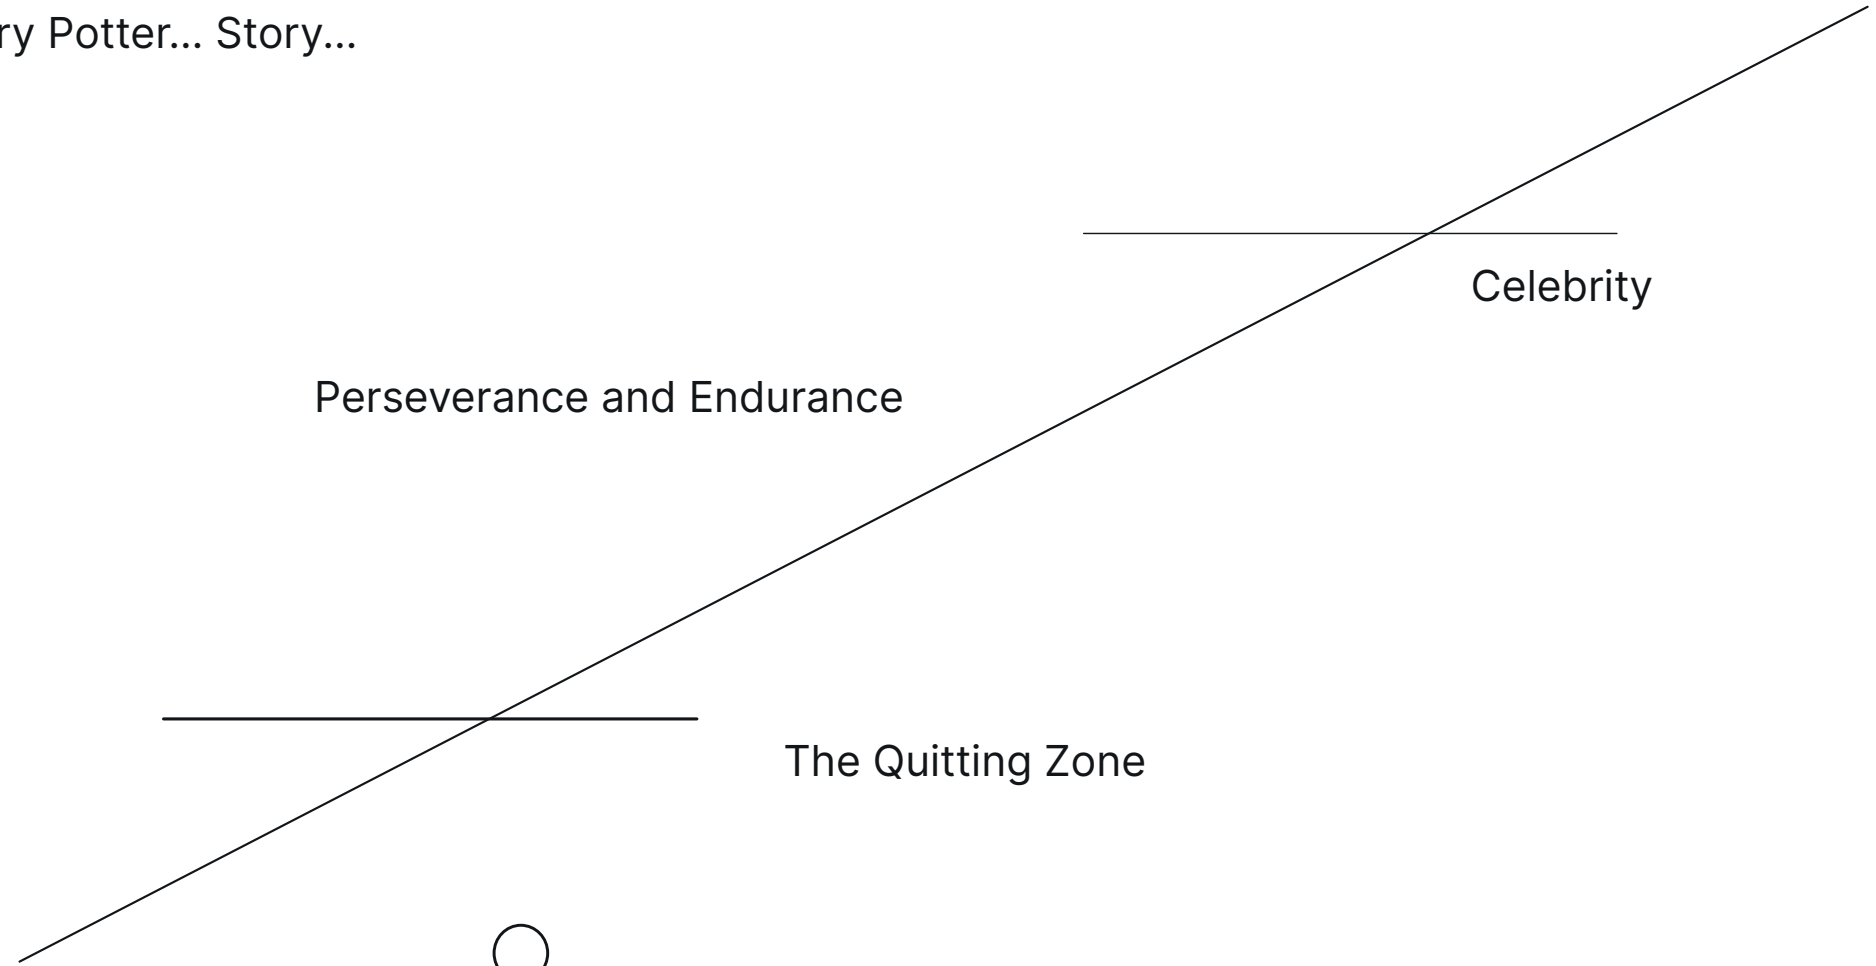 ry Potter... Story...
Celebrity
Perseverance and Endurance
The Quitting Zone